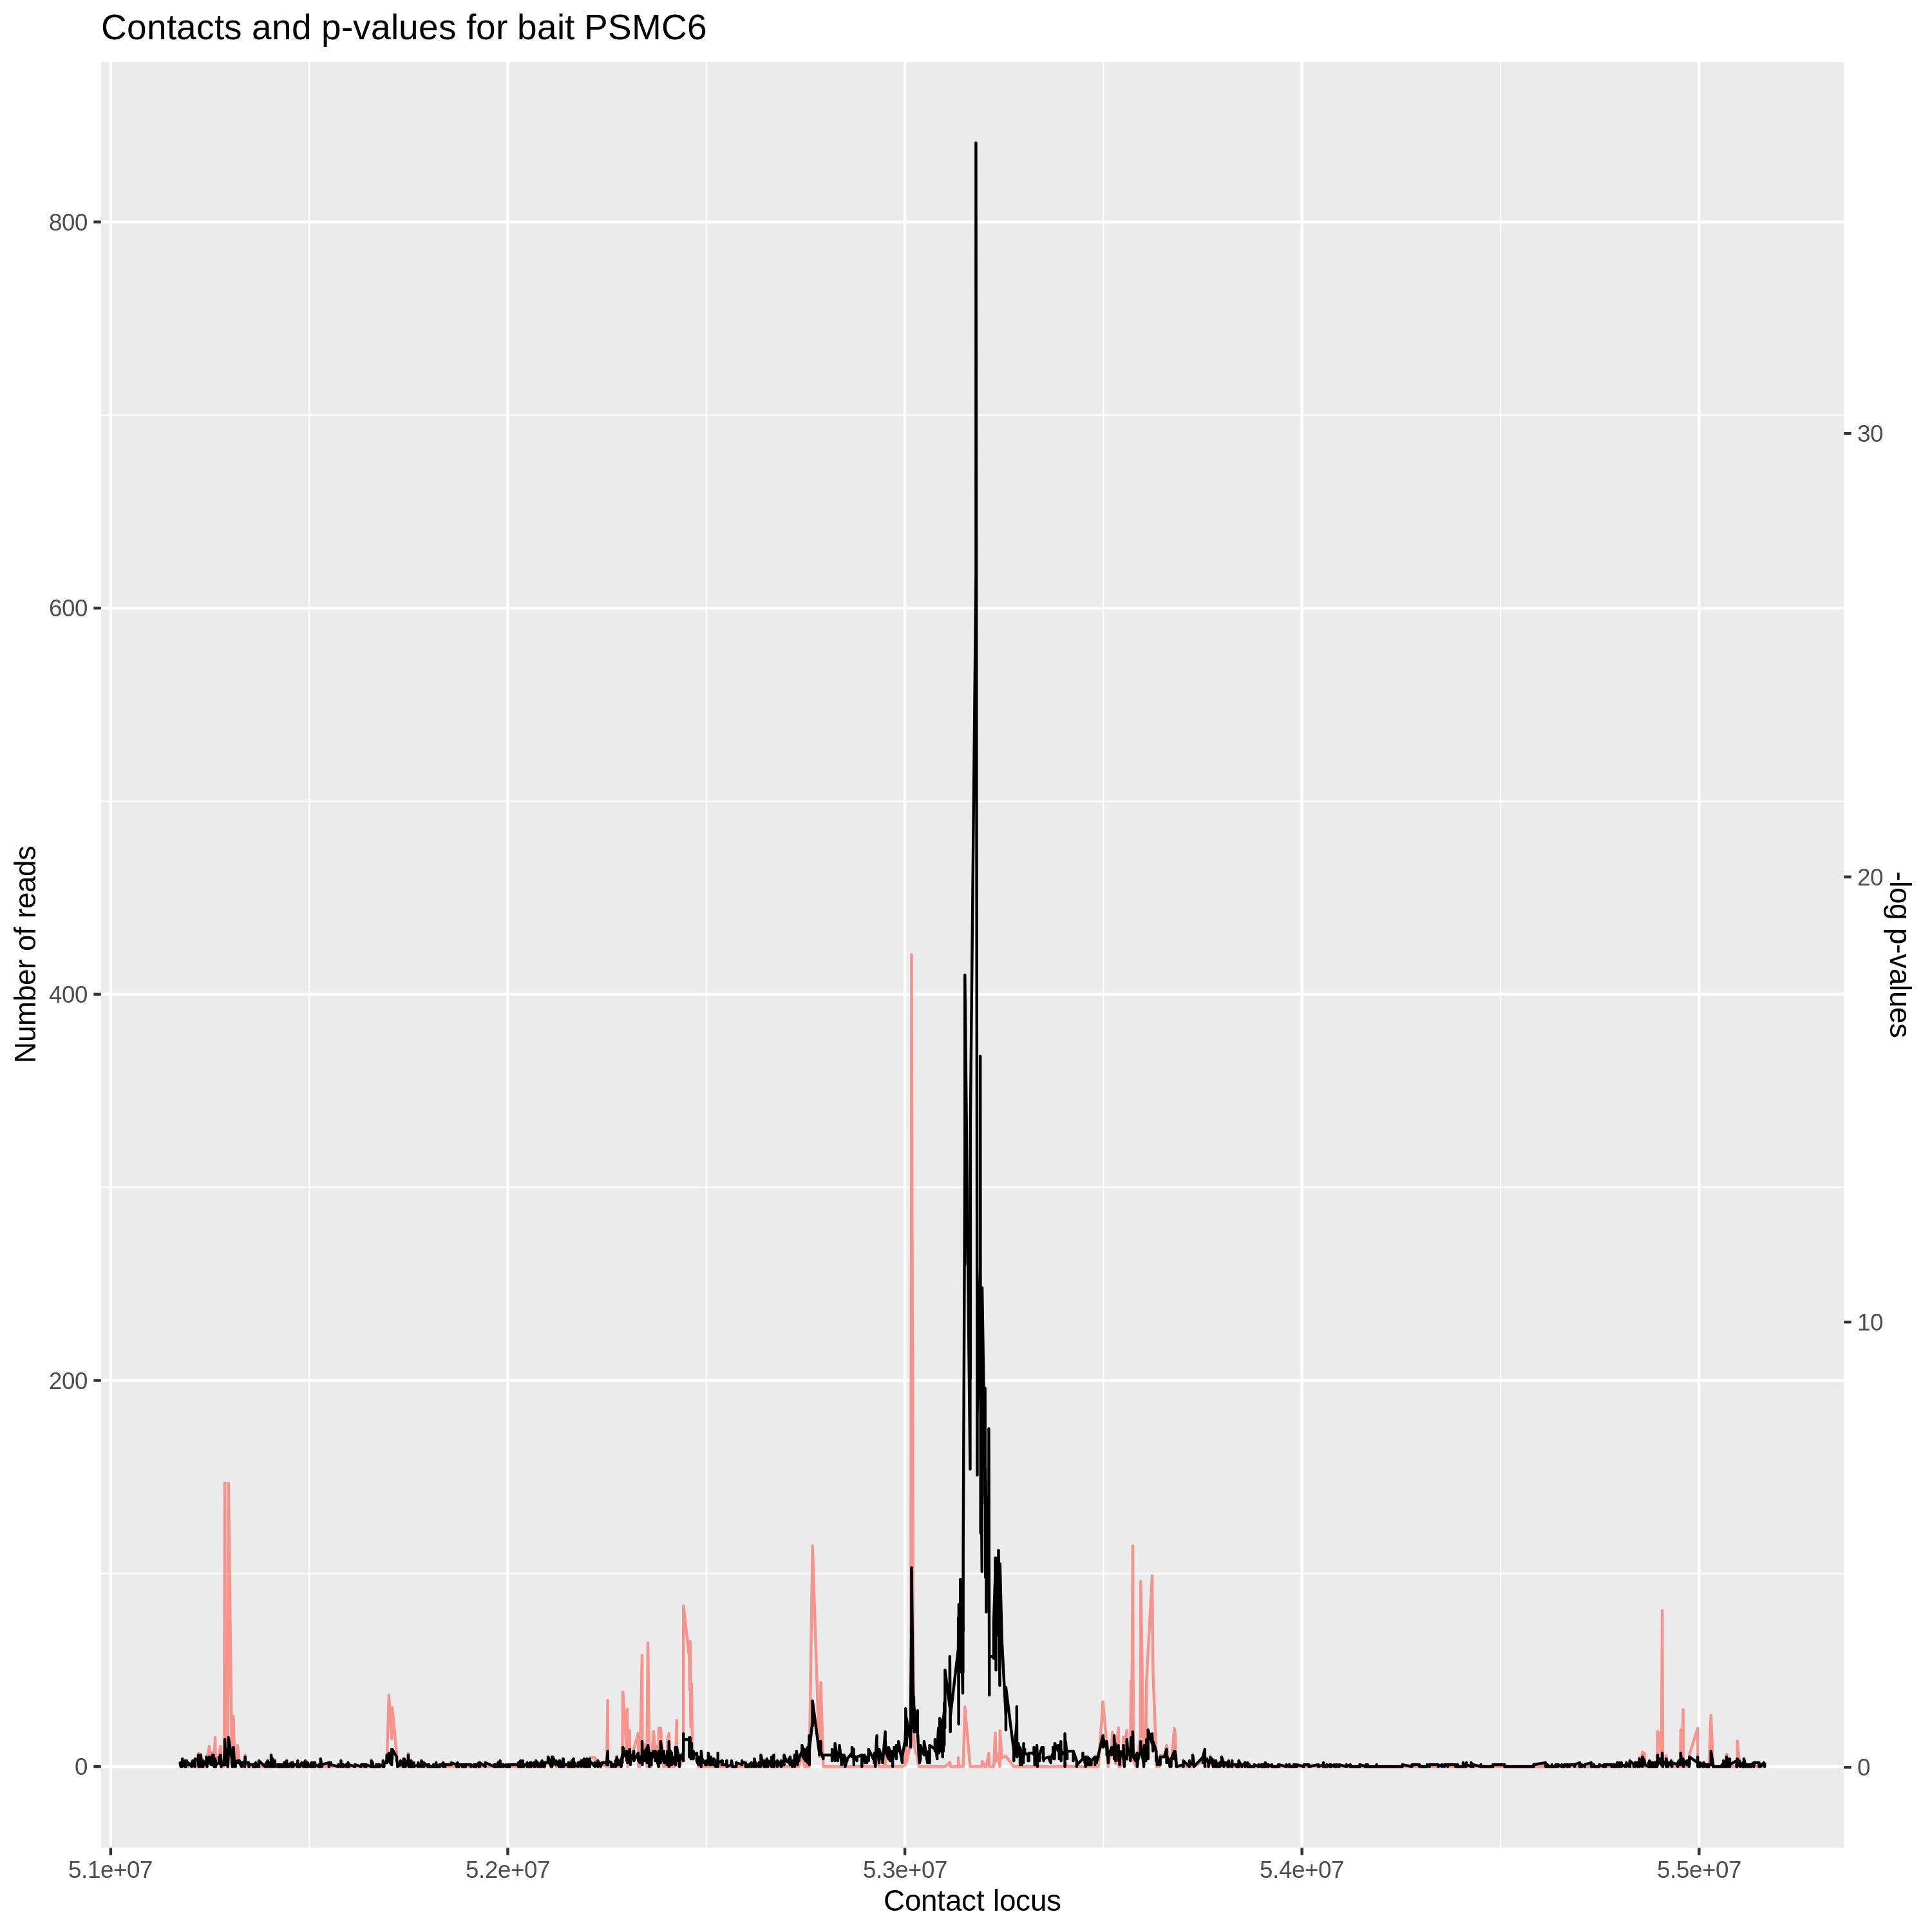 Contacts and p-values for bait PSMC6
800
600
400
200
0
Number of reads
30
20
10
0
-log p-values
5.1e+07
5.2e+07
5.3e+07
5.4e+07
5.5e+07
Contact locus